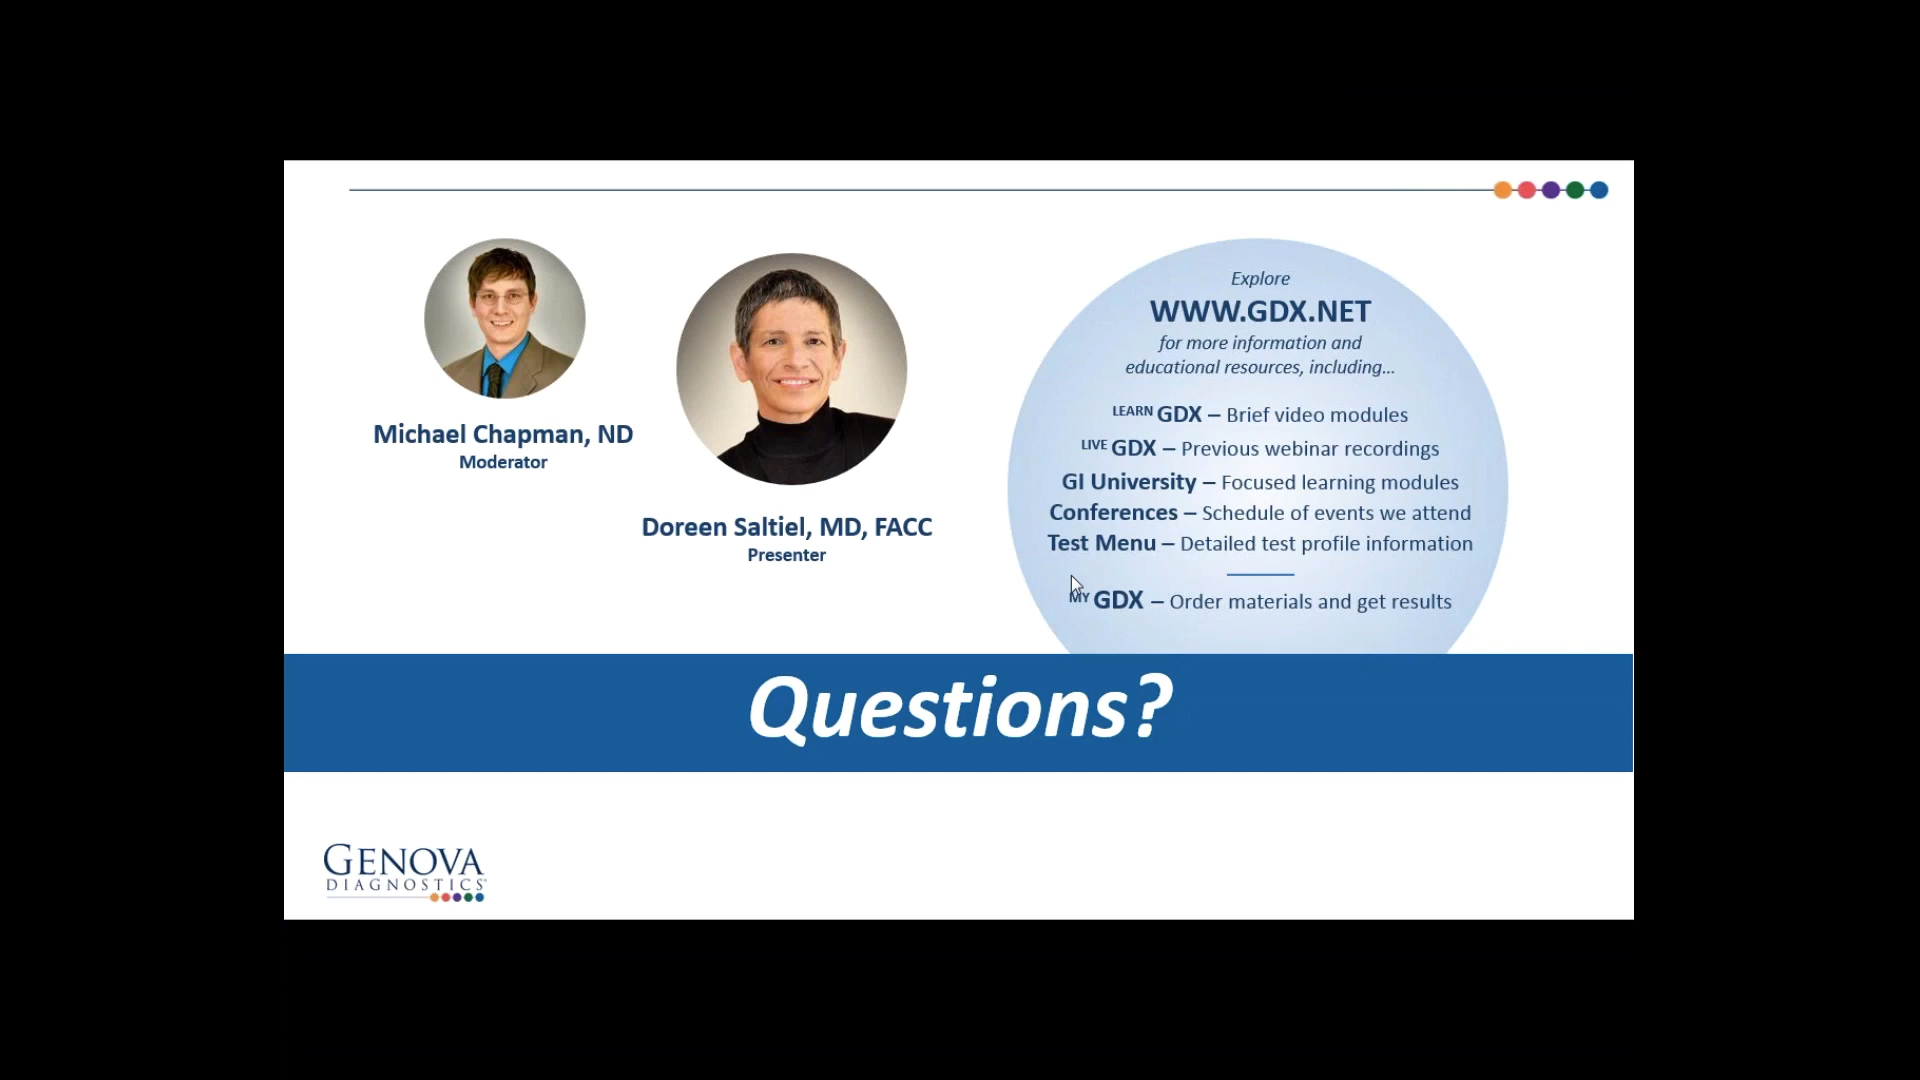 Michael Chapman, ND
Moderator
Doreen Saltiel, MD, FACC
Presenter
Explore
WWW.GDX.NET
for more information and
educational resources, including...
LEARN GDX – Brief video modules
LIVE GDX – Previous webinar recordings
GI University – Focused learning modules
Conferences – Schedule of events we attend
Test Menu – Detailed test profile information
MY GDX – Order materials and get results
Questions?
GENOVA
DIAGNOSTICS